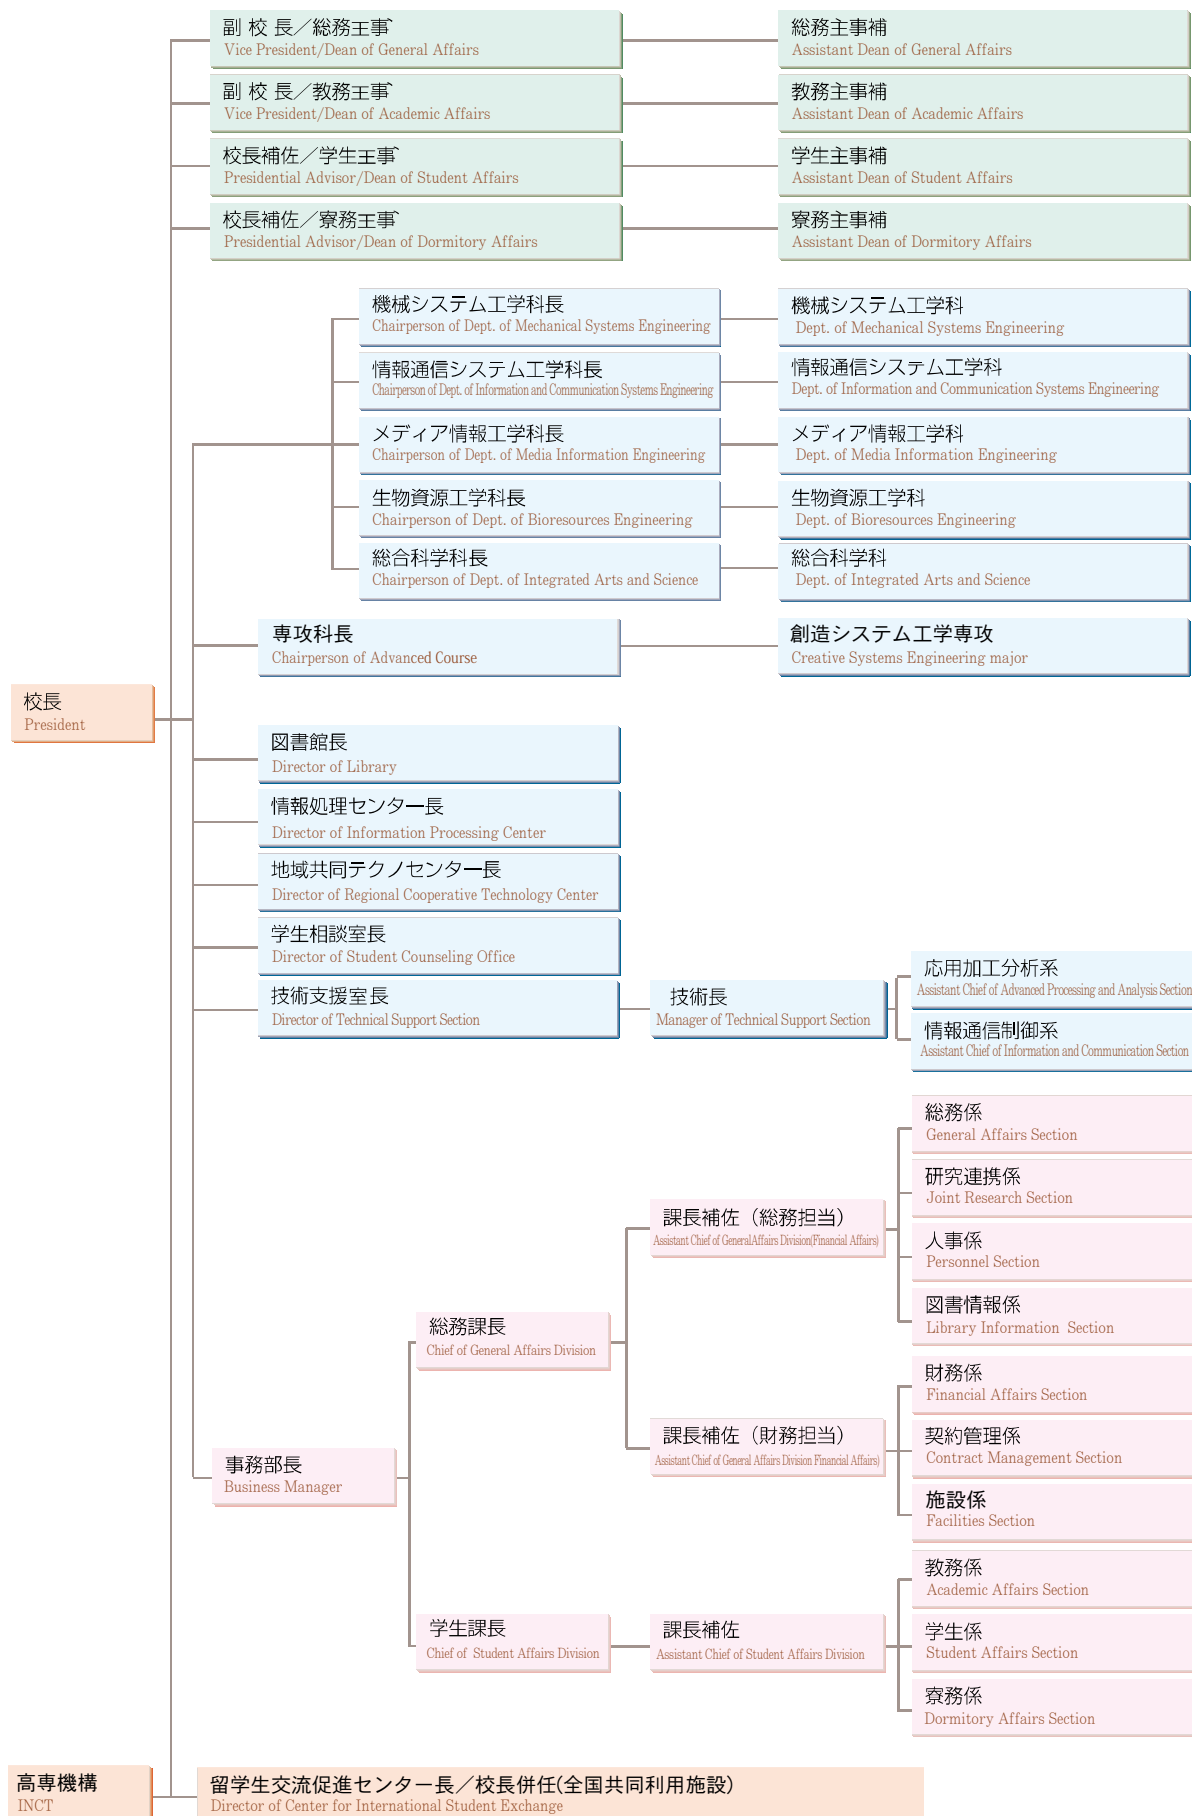 副 校 長／総務主事
Vice President/Dean of General Affairs
総務主事補
Assistant Dean of General Affairs
副 校 長／教務主事
Vice President/Dean of Academic Affairs
教務主事補
Assistant Dean of Academic Affairs
校長補佐／学生主事
Presidential Advisor/Dean of Student Affairs
学生主事補
Assistant Dean of Student Affairs
校長補佐／寮務主事
Presidential Advisor/Dean of Dormitory Affairs
寮務主事補
Assistant Dean of Dormitory Affairs
機械システム工学科長
Chairperson of Dept. of Mechanical Systems Engineering
機械システム工学科
Dept. of Mechanical Systems Engineering
情報通信システム工学科長
Chairperson of Dept. of Information and Communication Systems Engineering
情報通信システム工学科
Dept. of Information and Communication Systems Engineering
メディア情報工学科長
Chairperson of Dept. of Media Information Engineering
メディア情報工学科
Dept. of Media Information Engineering
生物資源工学科長
Chairperson of Dept. of Bioresources Engineering
生物資源工学科
Dept. of Bioresources Engineering
総合科学科長
Chairperson of Dept. of Integrated Arts and Science
総合科学科
Dept. of Integrated Arts and Science
専攻科長
Chairperson of Advanced Course
創造システム工学専攻
Creative Systems Engineering major
校長
President
図書館長
Director of Library
情報処理センター長
Director of Information Processing Center
地域共同テクノセンター長
Director of Regional Cooperative Technology Center
学生相談室長
Director of Student Counseling Office
技術支援室長
Director of Technical Support Section
技術長
Manager of Technical Support Section
応用加工分析系
Assistant Chief of Advanced Processing and Analysis Section
情報通信制御系
Assistant Chief of Information and Communication Section
総務係
General Affairs Section
研究連携係
Joint Research Section
課長補佐（総務担当）
Assistant Chief of GeneralAffairs Division(Financial Affairs)
人事係
Personnel Section
図書情報係
Library Information Section
総務課長
Chief of General Affairs Division
財務係
Financial Affairs Section
課長補佐（財務担当）
Assistant Chief of General Affairs Division Financial Affairs)
契約管理係
Contract Management Section
事務部長
Business Manager
施設係
Facilities Section
教務係
Academic Affairs Section
学生課長
Chief of Student Affairs Division
課長補佐
Assistant Chief of Student Affairs Division
学生係
Student Affairs Section
寮務係
Dormitory Affairs Section
高専機構
INCT
留学生交流促進センター長／校長併任(全国共同利用施設)
Director of Center for International Student Exchange